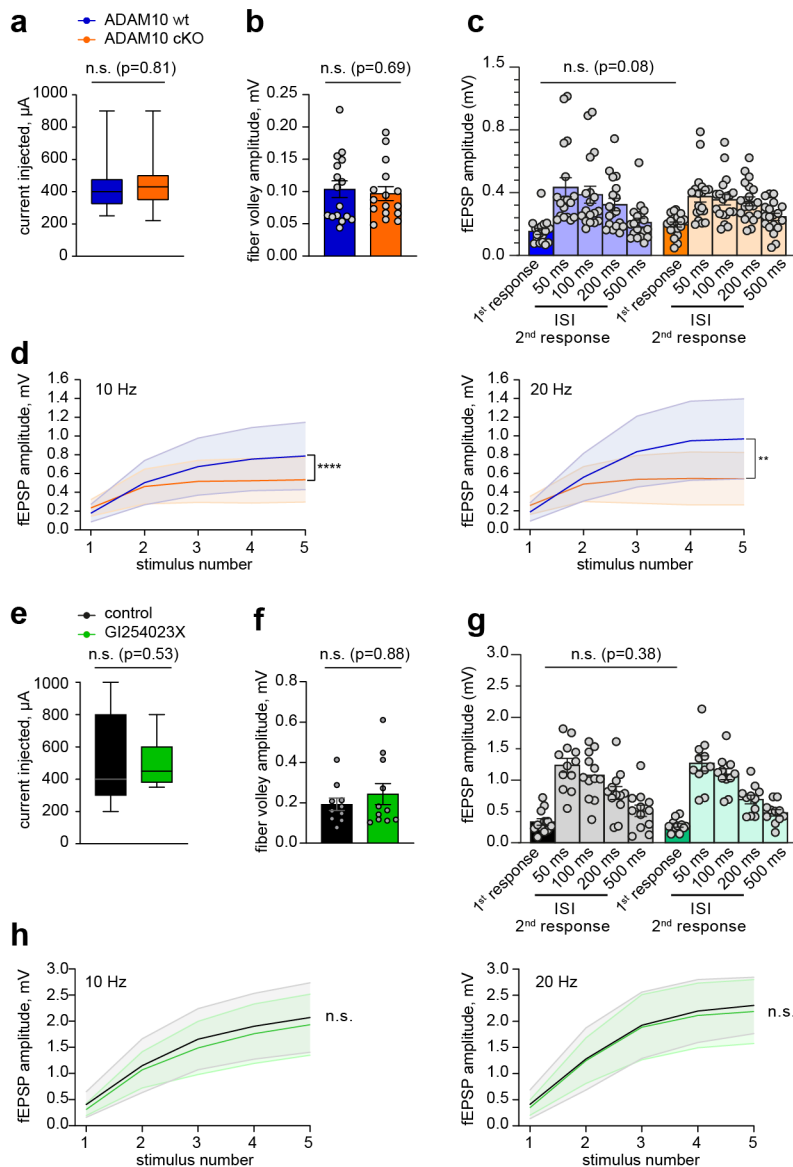 a
ADAM10 wt
ADAM10 cKO
n.s. (p=0.81)
current injected, µA
1000
800
600
400
200
0
b
n.s. (p=0.69)
fiber volley amplitude, mV
0.25
0.20
0.15
0.10
0.05
0.00
c
n.s. (p=0.08)
fEPSP (mV)
1.5
0.8
0.4
0.0
1st response
50 ms
100 ms
200 ms
500 ms
1st response
50 ms
100 ms
200 ms
500 ms
ISI
2nd response
ISI
2nd response
d
10 Hz
fEPSP amplitude, mV
1.6
1.4
1.2
1.0
0.8
0.6
0.4
0.2
0.0
****
1 2 3 4 5
stimulus number
20 Hz
fEPSP amplitude, mV
1.6
1.4
1.2
1.0
0.8
0.6
0.4
0.2
0.0
**
1 2 3 4 5
stimulus number
e
control
GI254023X
n.s. (p=0.53)
current injected, µA
1000
800
600
400
200
0
f
n.s. (p=0.88)
fiber volley amplitude, mV
0.8
0.6
0.4
0.2
0.0
g
n.s. (p=0.38)
fEPSP (mV)
3.0
2.5
2.0
1.5
1.0
0.5
0.0
1st response
50 ms
100 ms
200 ms
500 ms
1st response
50 ms
100 ms
200 ms
500 ms
ISI
2nd response
ISI
2nd response
h
10 Hz
fEPSP amplitude, mV
3.0
2.5
2.0
1.5
1.0
0.5
0.0
n.s.
1 2 3 4 5
stimulus number
20 Hz
fEPSP amplitude, mV
3.0
2.5
2.0
1.5
1.0
0.5
0.0
n.s.
1 2 3 4 5
stimulus number